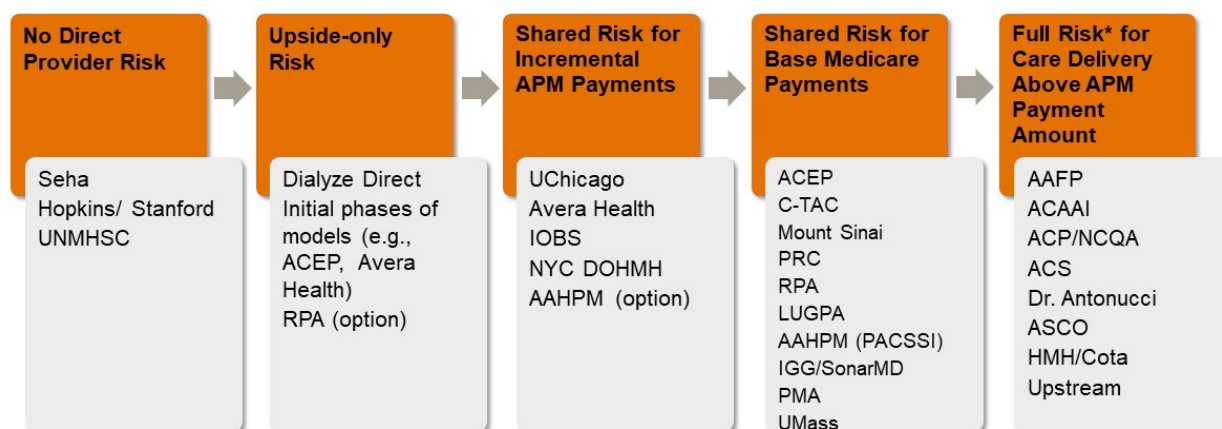 No Direct
Provider Risk
Seha
Hopkins/ Stanford
UNMHSC
Upside-only
Risk
Dialyze Direct
Initial phases of
models (e.g.,
ACEP, Avera
Health)
RPA (option)
Shared Risk for
Incremental
APM Payments
UChicago
Avera Health
IOBS
NYC DOHMH
AAHPM (option)
Shared Risk for
Base Medicare
Payments
ACEP
C-TAC
Mount Sinai
PRC
RPA
LUGPA
AAHPM (PACSSI)
IGG/SonarMD
PMA
UMass
Full Risk* for
Care Delivery
Above APM
Payment
Amount
AAFP
ACAAI
ACP/NCQA
ACS
Dr. Antonucci
ASCO
HMH/Cota
Upstream